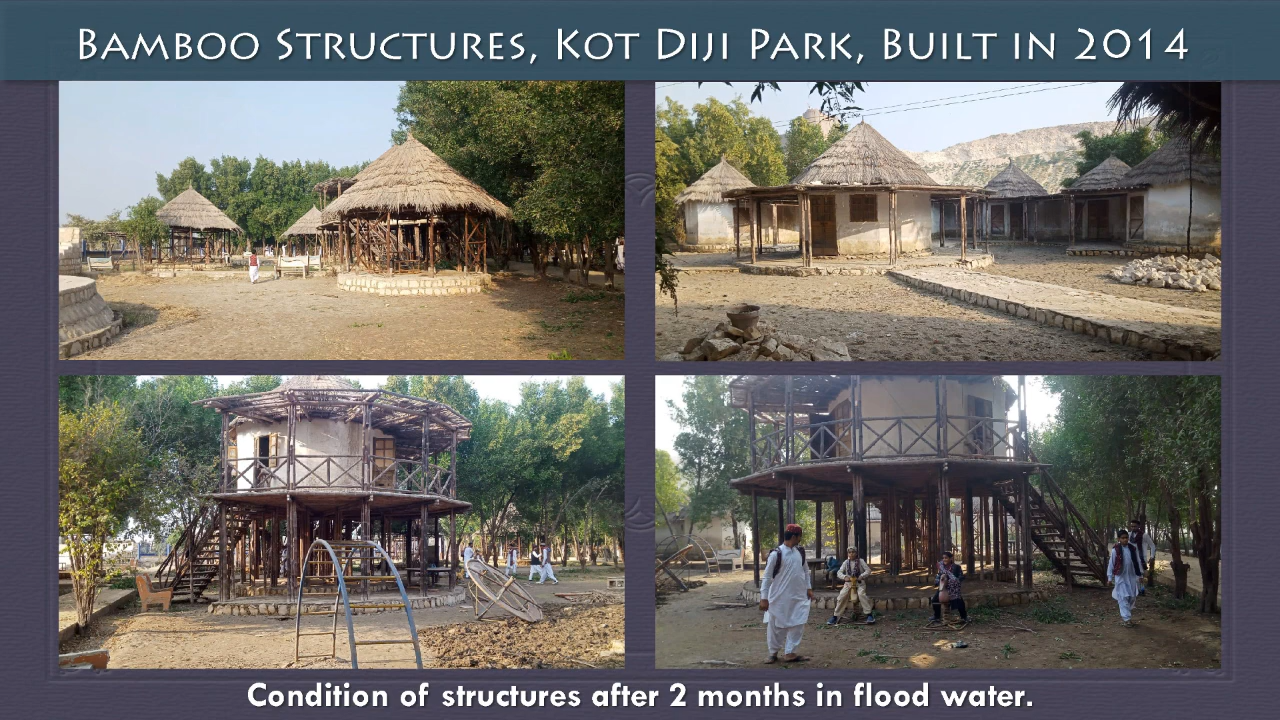 Bamboo Structures, Kot Diji Park, Built in 2014
Condition of structures after 2 months in flood water.